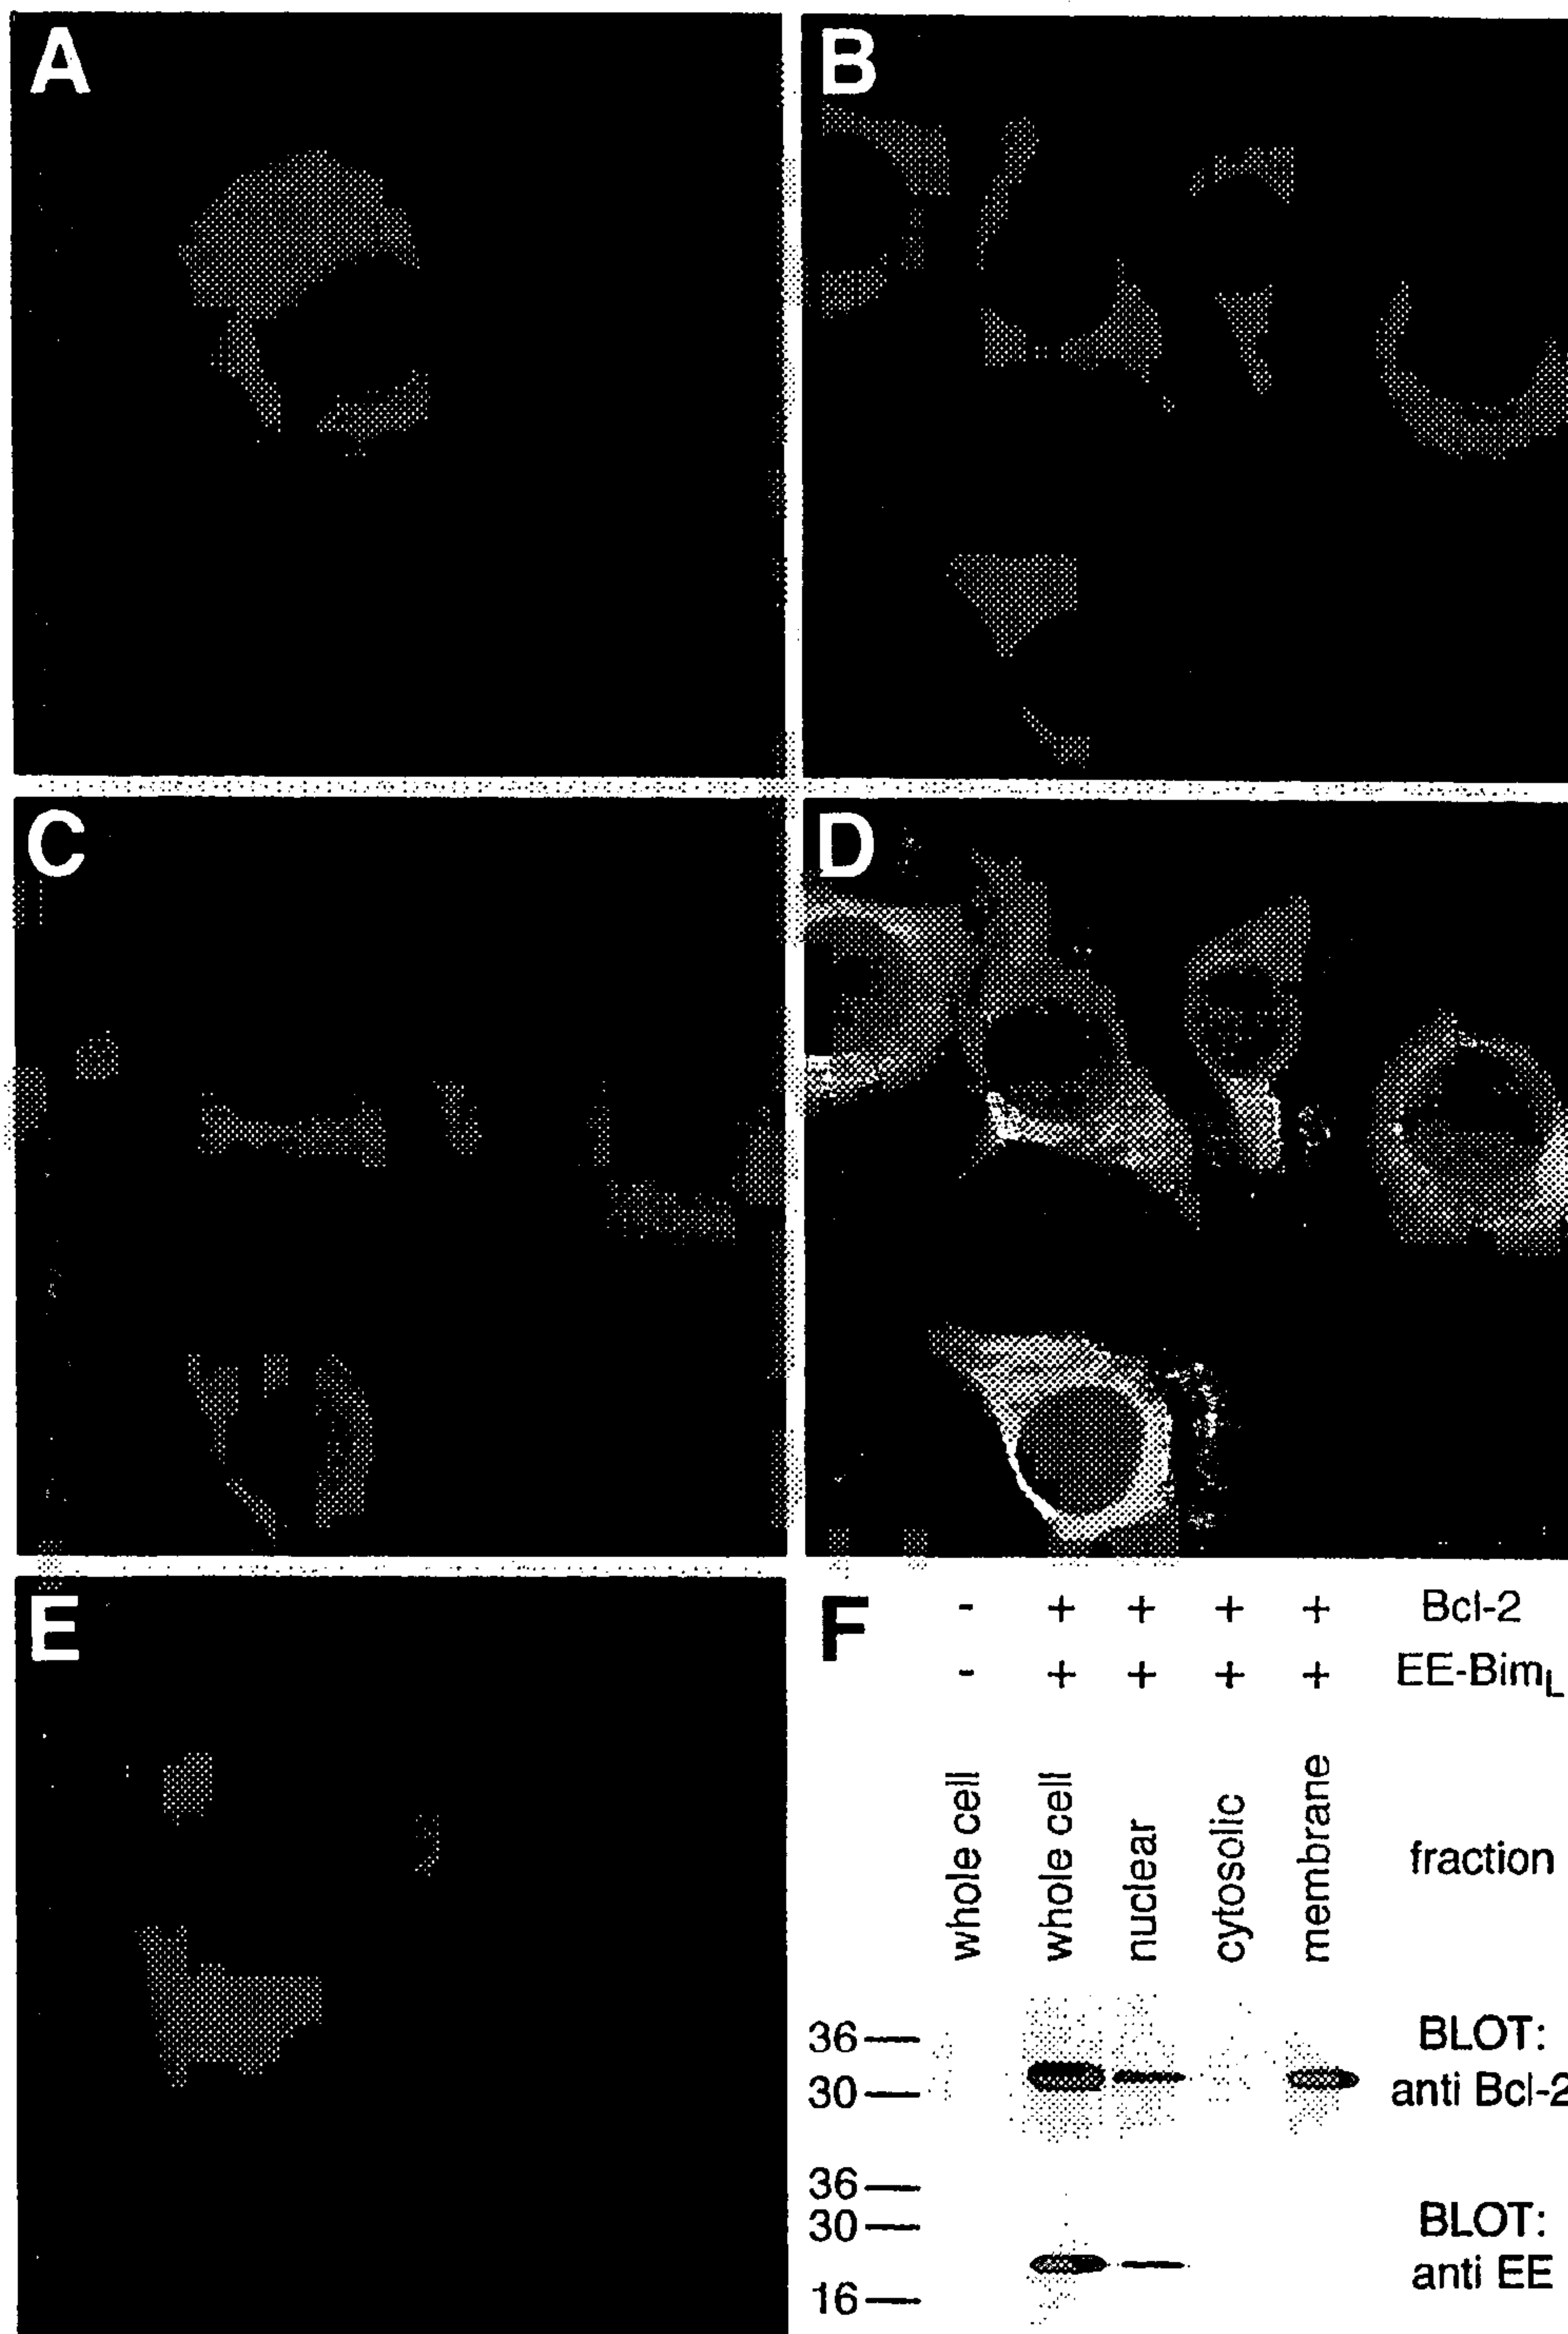 A
B
C
D
E
F
- + + + + Bcl-2
- + + + + EE-BimL
whole cell
whole cell
nuclear
cytosolic
membrane
fraction
36
30
BLOT:
anti Bcl-2
36
30
16
BLOT:
anti EE